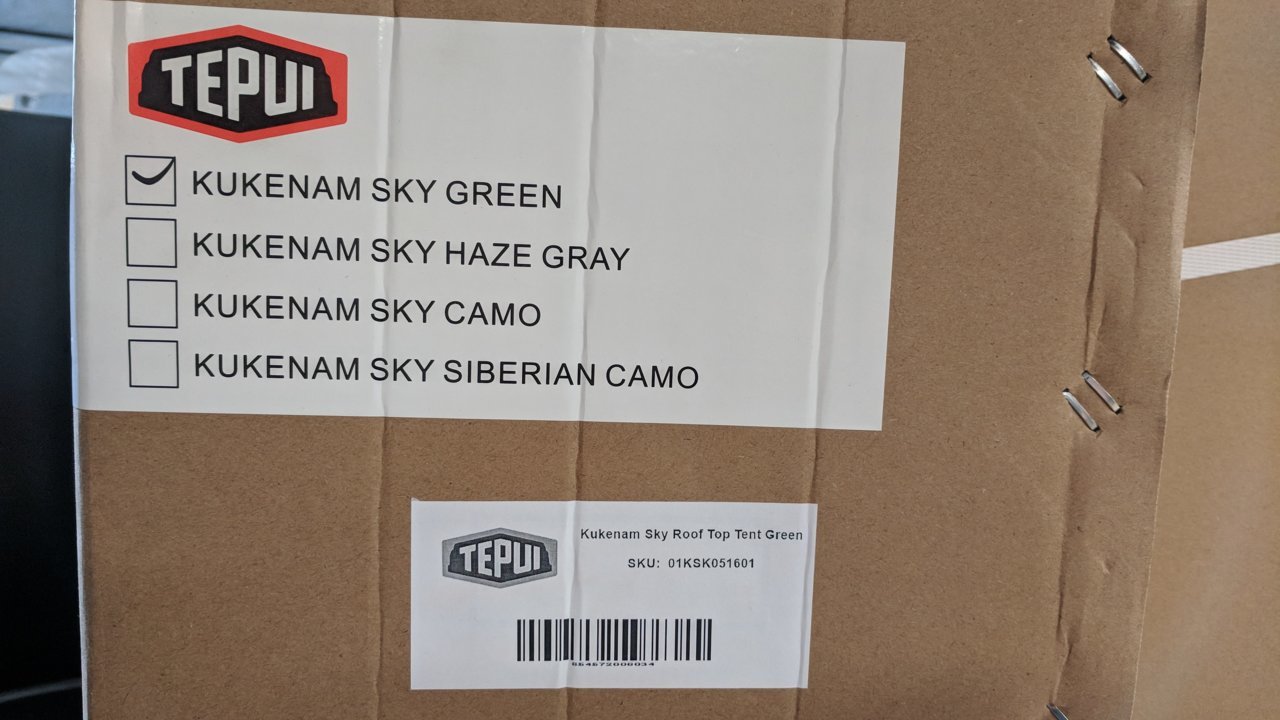 TEPUI
KUKENAM SKY GREEN
KUKENAM SKY HAZE GRAY
KUKENAM SKY CAMO
KUKENAM SKY SIBERIAN CAMO
TEPUI
Kukenam Sky Roof Top Tent Green
SKU: 01KSK051601